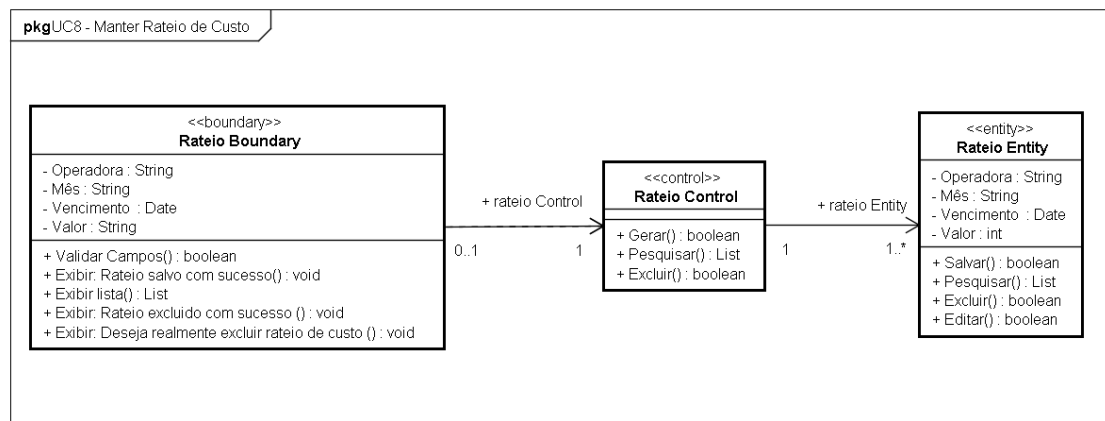 pkgUC8 - Manter Rateio de Custo
<<boundary>>
Rateio Boundary
- Operadora : String
- Mês : String
- Vencimento : Date
- Valor : String
+ Validar Campos() : boolean
+ Exibir: Rateio salvo com sucesso() : void
+ Exibir lista() : List
+ Exibir: Rateio excluido com sucesso () : void
+ Exibir: Deseja realmente excluir rateio de custo () : void
+ rateio Control
0..1
1
<<control>>
Rateio Control
+ Gerar() : boolean
+ Pesquisar() : List
+ Excluir() : boolean
+ rateio Entity
1
1..*
<<entity>>
Rateio Entity
- Operadora : String
- Mês : String
- Vencimento : Date
- Valor : int
+ Salvar() : boolean
+ Pesquisar() : List
+ Excluir() : boolean
+ Editar() : boolean